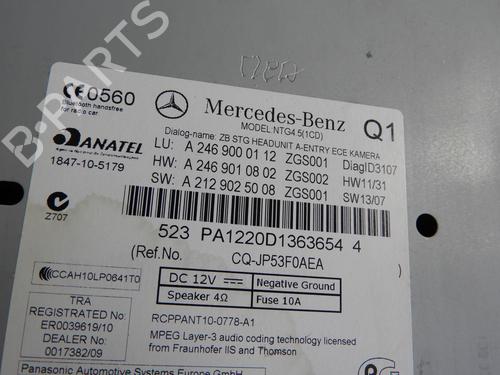 B-PARTS
CE0560
Bluetooth handsfree
for radio car
Mercedes-Benz
Q1
MODEL NTG4.5(1CD)
Dialog-name: ZB STG HEADUNIT A-ENTRY ECE KAMERA
ANATEL
1847-10-5179
LU: A 246 900 01 12 ZGS001 DiagID3107
HW: A 246 901 08 02 ZGS002 HW11/31
SW: A 212 902 50 08 ZGS001 SW13/07
Z707
523 PA1220D1363654 4
(Ref.No. CQ-JP53F0AEA )
CCAH10LP0641T0
DC 12V Negative Ground
Speaker 4Ω Fuse 10A
TRA
REGISTERED No:
ER0039619/10
DEALER No:
0017382/09
RCPPANT10-0778-A1
MPEG Layer-3 audio coding technology licensed
from Fraunhofer IIS and Thomson
Panasonic Automotive Systems Europe GmbH